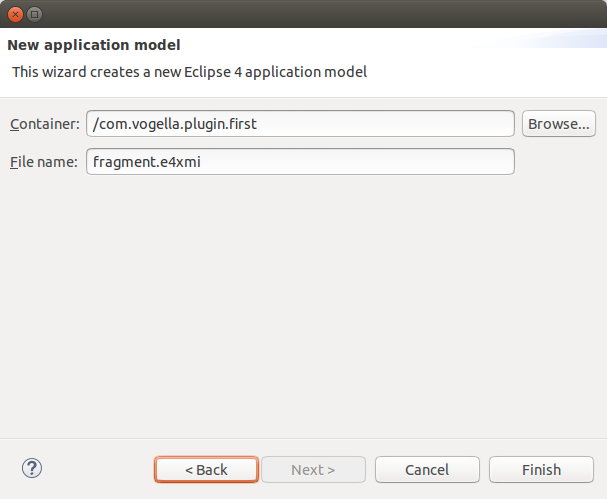 New application model
This wizard creates a new Eclipse 4 application model
Container: /com.vogella.plugin.first Browse...
File name: fragment.e4xmi
? < Back Next > Cancel Finish